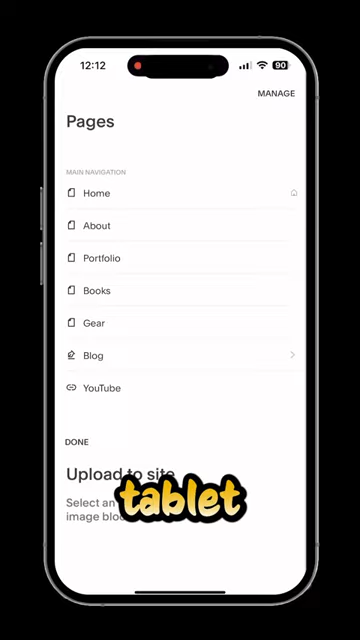 12:12
90
MANAGE
Pages
MAIN NAVIGATION
Home
About
Portfolio
Books
Gear
Blog
YouTube
DONE
Upload to site
Select an
image blo
tablet